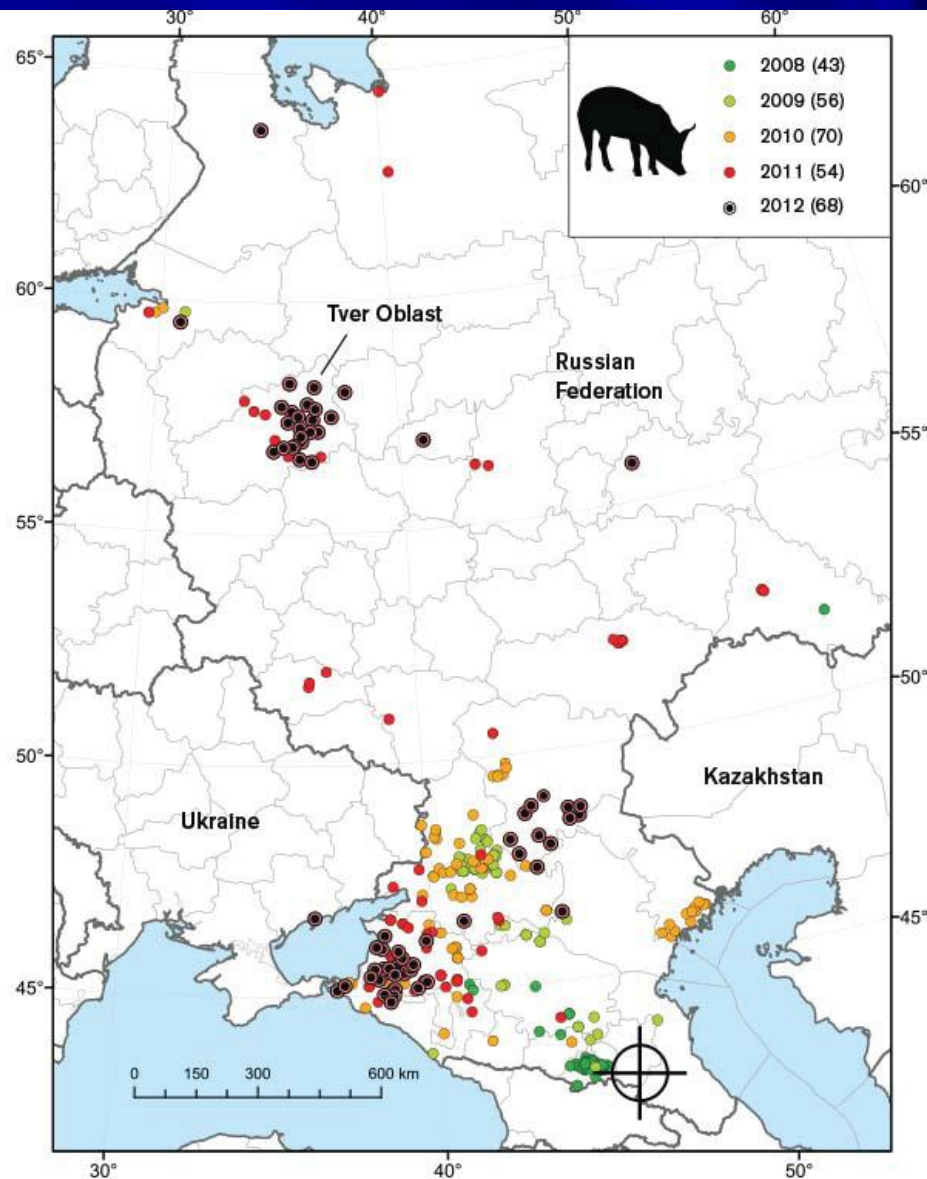 30° 40° 50° 60°
65°
2008 (43)
2009 (56)
2010 (70)
2011 (54)
2012 (68)
60°
60°
Tver Oblast
Russian
Federation
55°
55°
50°
50°
Kazakhstan
Ukraine
45°
45°
0 150 300 600 km
30° 40° 50°